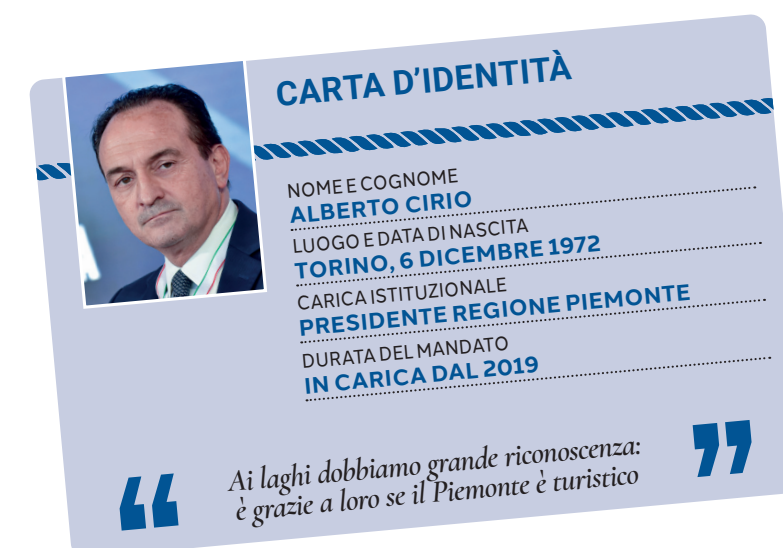 CARTA D'IDENTITÀ
NOME E COGNOME
ALBERTO CIRIO
LUOGO E DATA DI NASCITA
TORINO, 6 DICEMBRE 1972
CARICA ISTITUZIONALE
PRESIDENTE REGIONE PIEMONTE
DURATA DEL MANDATO
IN CARICA DAL 2019
“ Ai laghi dobbiamo grande riconoscenza:
è grazie a loro se il Piemonte è turistico ”